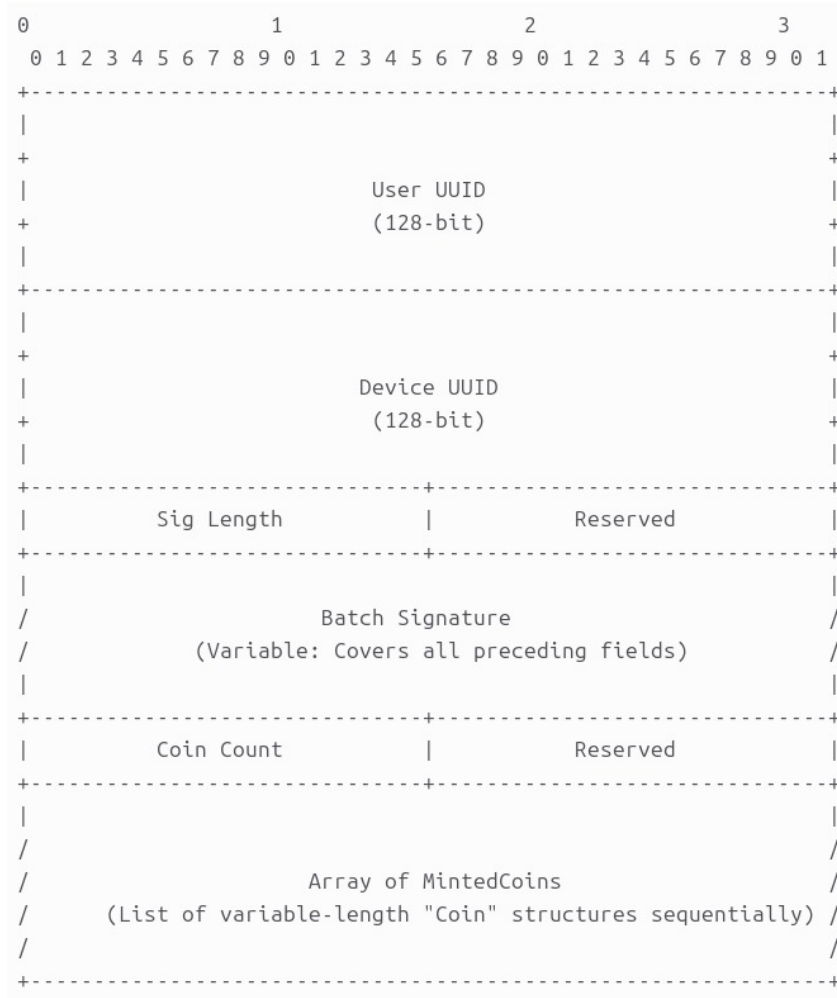 0                   1                   2                   3
 0 1 2 3 4 5 6 7 8 9 0 1 2 3 4 5 6 7 8 9 0 1 2 3 4 5 6 7 8 9 0 1
+---------------------------------------------------------------+
|                                                               |
+                                                               +
|                           User UUID                           |
+                           (128-bit)                           +
|                                                               |
+---------------------------------------------------------------+
|                                                               |
+                                                               +
|                          Device UUID                          |
+                           (128-bit)                           +
|                                                               |
+-------------------------------+-------------------------------+
|          Sig Length           |           Reserved            |
+-------------------------------+-------------------------------+
|                                                               |
/                       Batch Signature                         /
/             (Variable: Covers all preceding fields)           /
|                                                               |
+-------------------------------+-------------------------------+
|          Coin Count           |           Reserved            |
+-------------------------------+-------------------------------+
|                                                               |
/                                                               /
/                      Array of MintedCoins                     /
/      (List of variable-length "Coin" structures sequentially) /
/                                                               /
+---------------------------------------------------------------+